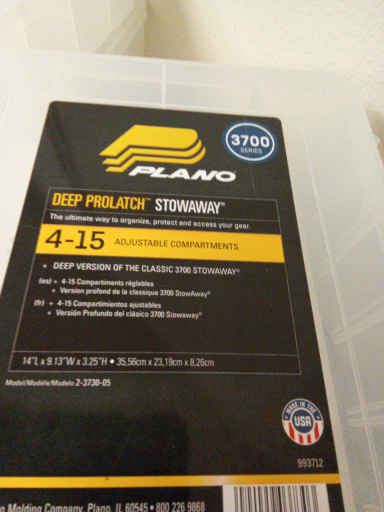 3700
SERIES
PLANO
DEEP PROLATCH™ STOWAWAY®
The ultimate way to organize, protect and access your gear.
4-15 ADJUSTABLE COMPARTMENTS
• DEEP VERSION OF THE CLASSIC 3700 STOWAWAY®
(es) • 4-15 Compartments réglables
• Version profond de la classique 3700 StowAway®
(fr) • 4-15 Compartimientos ajustables
• Versión Profundo del clásico 3700 Stowaway®
14"L x 9.13"W x 3.25"H • 35,56cm x 23,19cm x 8,26cm
Model/Modèle/Modelo 2-3730-05
MADE IN THE
USA
993712
Molding Company, Plano, IL 60545 • 800 226 9868